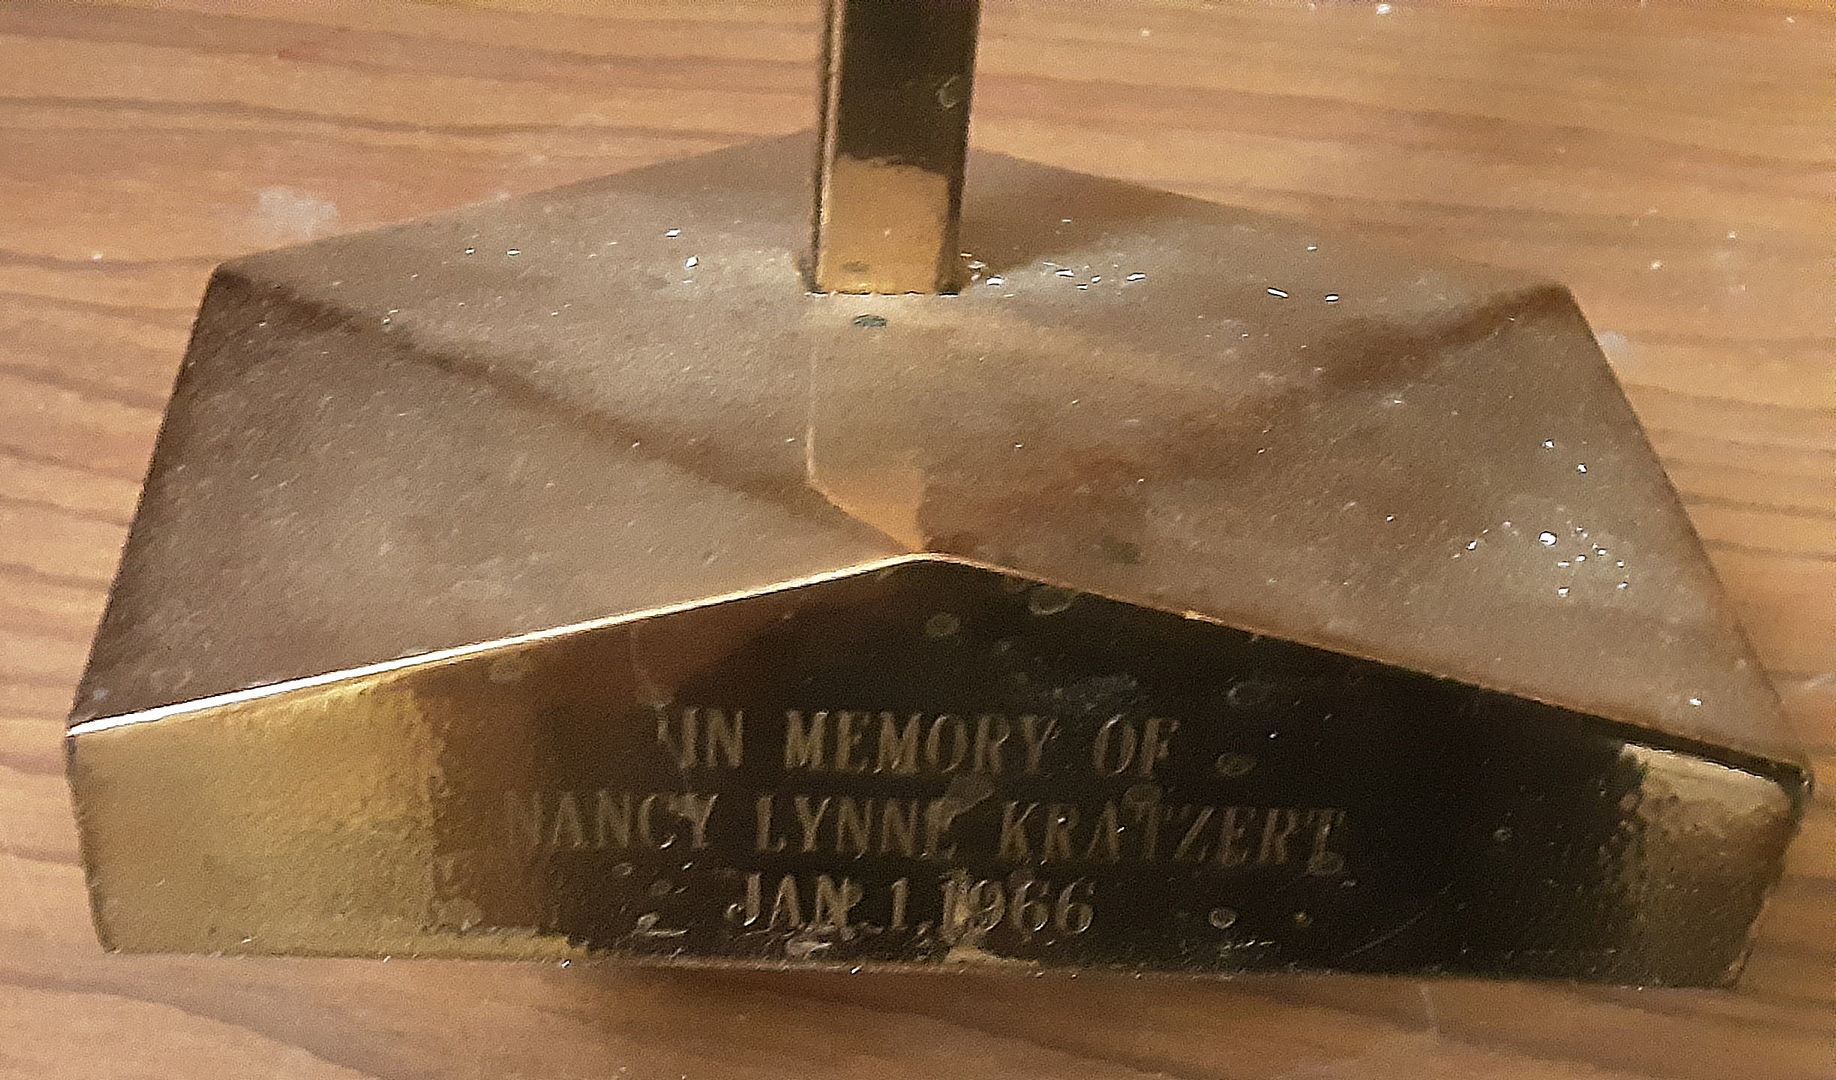 IN MEMORY OF
NANCY LYNNE KRATZERT
JAN. 1, 1966